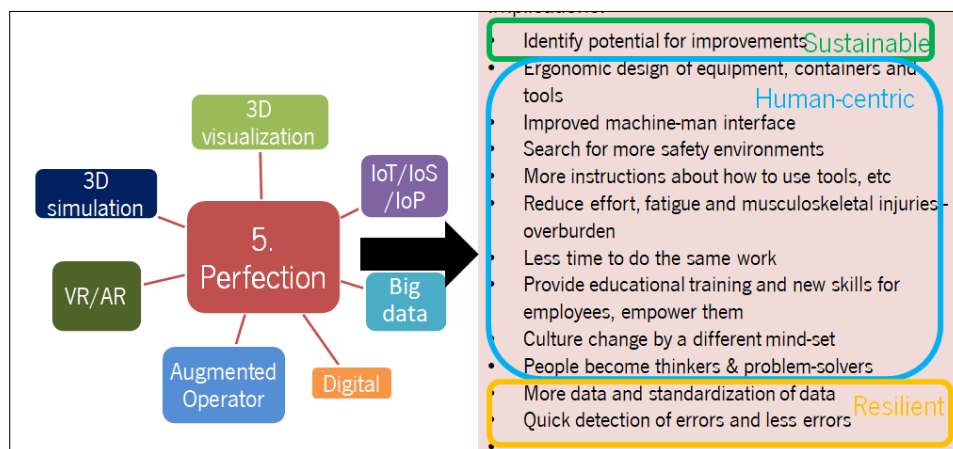 3D
visualization
3D
simulation
IoT/IoS
/IoP
5.
Perfection
VR/AR
Big
data
Augmented
Operator
Digital
• Identify potential for improvements
Sustainable
• Ergonomic design of equipment, containers and
tools
Human-centric
• Improved machine-man interface
• Search for more safety environments
• More instructions about how to use tools, etc
• Reduce effort, fatigue and musculoskeletal injuries –
overburden
• Less time to do the same work
• Provide educational training and new skills for
employees, empower them
• Culture change by a different mind-set
• People become thinkers & problem-solvers
• More data and standardization of data
Resilient
• Quick detection of errors and less errors